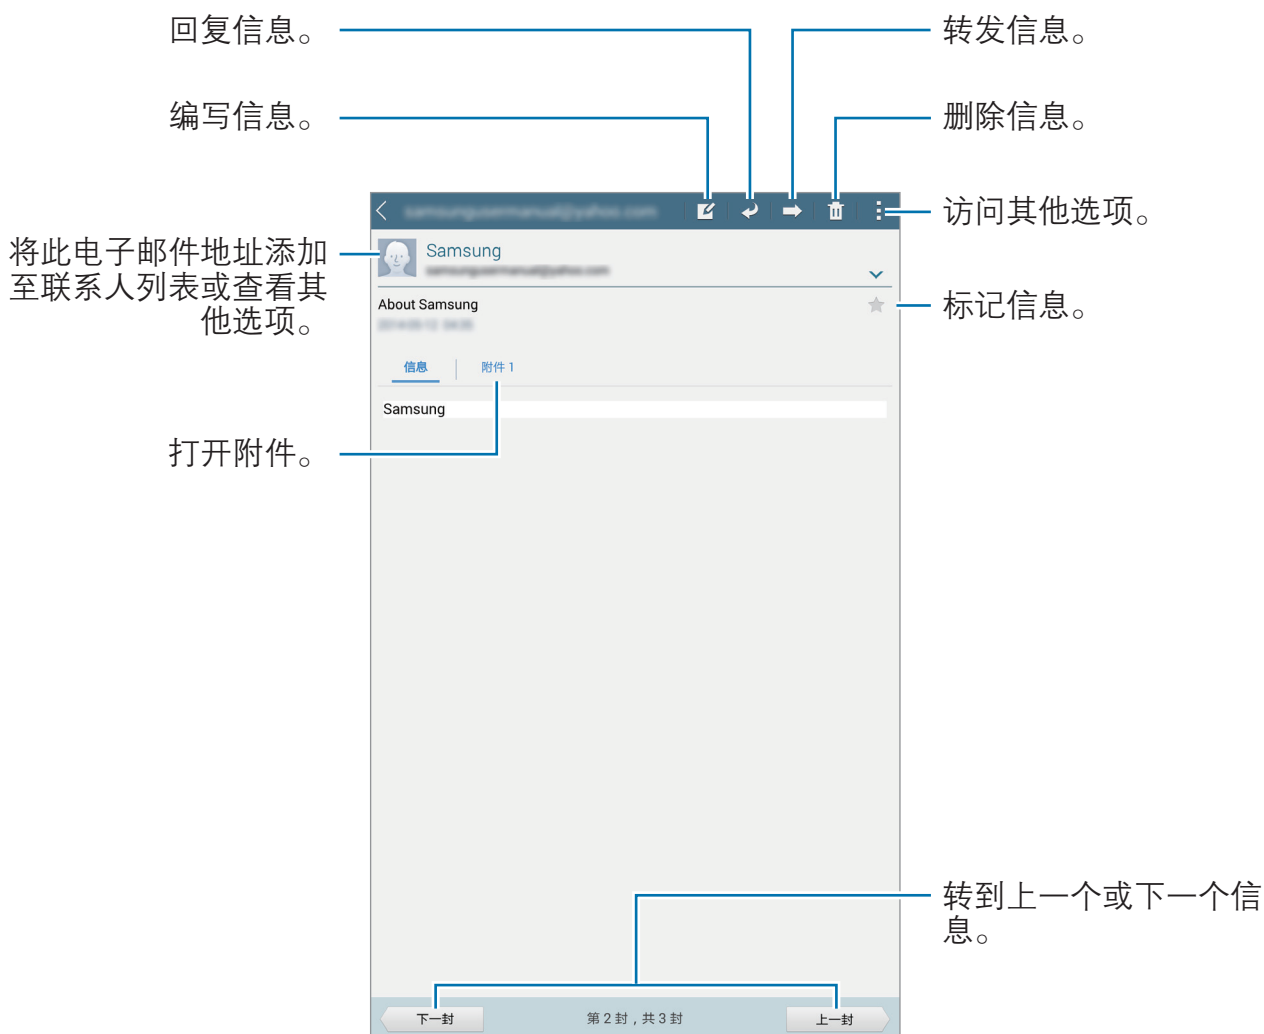 回复信息。
转发信息。
编写信息。
删除信息。
访问其他选项。
将此电子邮件地址添加
至联系人列表或查看其
他选项。
Samsung
About Samsung
标记信息。
信息
附件 1
Samsung
打开附件。
转到上一个或下一个信
息。
下一封
第 2 封，共 3 封
上一封